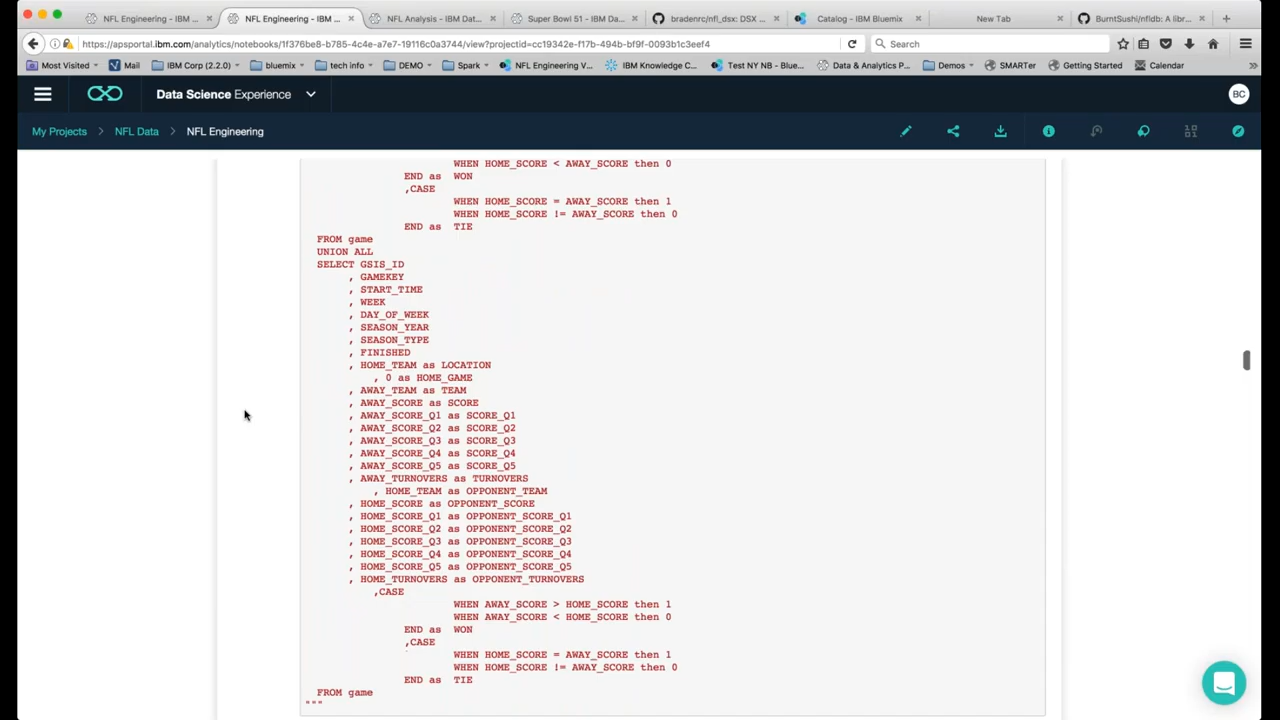 NFL Engineering - IBM ... × NFL Engineering - IBM ... × NFL Analysis - IBM Dat... × Super Bowl 51 - IBM Da... × bradenrc/nfl_dsx: DSX ... × Catalog - IBM Bluemix × New Tab × BurntSushi/nfldb: A libr... × +
https://apsportal.ibm.com/analytics/notebooks/1f376be8-b785-4c4e-a7e7-19116c0a3744/view?projectid=cc19342e-f17b-494b-bf9f-0093b1c3eef4 Search
Most Visited Mail IBM Corp (2.2.0) bluemix tech info DEMO Spark NFL Engineering V... IBM Knowledge C... Test NY NB - Blue... Data & Analytics P... Demos SMARTer Getting Started Calendar »
Data Science Experience BC
My Projects > NFL Data > NFL Engineering
WHEN HOME_SCORE < AWAY_SCORE then 0
END as WON
,CASE
WHEN HOME_SCORE = AWAY_SCORE then 1
WHEN HOME_SCORE != AWAY_SCORE then 0
END as TIE
FROM game
UNION ALL
SELECT GSIS_ID
, GAMEKEY
, START_TIME
, WEEK
, DAY_OF_WEEK
, SEASON_YEAR
, SEASON_TYPE
, FINISHED
, HOME_TEAM as LOCATION
, 0 as HOME_GAME
, AWAY_TEAM as TEAM
, AWAY_SCORE as SCORE
, AWAY_SCORE_Q1 as SCORE_Q1
, AWAY_SCORE_Q2 as SCORE_Q2
, AWAY_SCORE_Q3 as SCORE_Q3
, AWAY_SCORE_Q4 as SCORE_Q4
, AWAY_SCORE_Q5 as SCORE_Q5
, AWAY_TURNOVERS as TURNOVERS
, HOME_TEAM as OPPONENT_TEAM
, HOME_SCORE as OPPONENT_SCORE
, HOME_SCORE_Q1 as OPPONENT_SCORE_Q1
, HOME_SCORE_Q2 as OPPONENT_SCORE_Q2
, HOME_SCORE_Q3 as OPPONENT_SCORE_Q3
, HOME_SCORE_Q4 as OPPONENT_SCORE_Q4
, HOME_SCORE_Q5 as OPPONENT_SCORE_Q5
, HOME_TURNOVERS as OPPONENT_TURNOVERS
,CASE
WHEN AWAY_SCORE > HOME_SCORE then 1
WHEN AWAY_SCORE < HOME_SCORE then 0
END as WON
,CASE
WHEN HOME_SCORE = AWAY_SCORE then 1
WHEN HOME_SCORE != AWAY_SCORE then 0
END as TIE
FROM game
"""